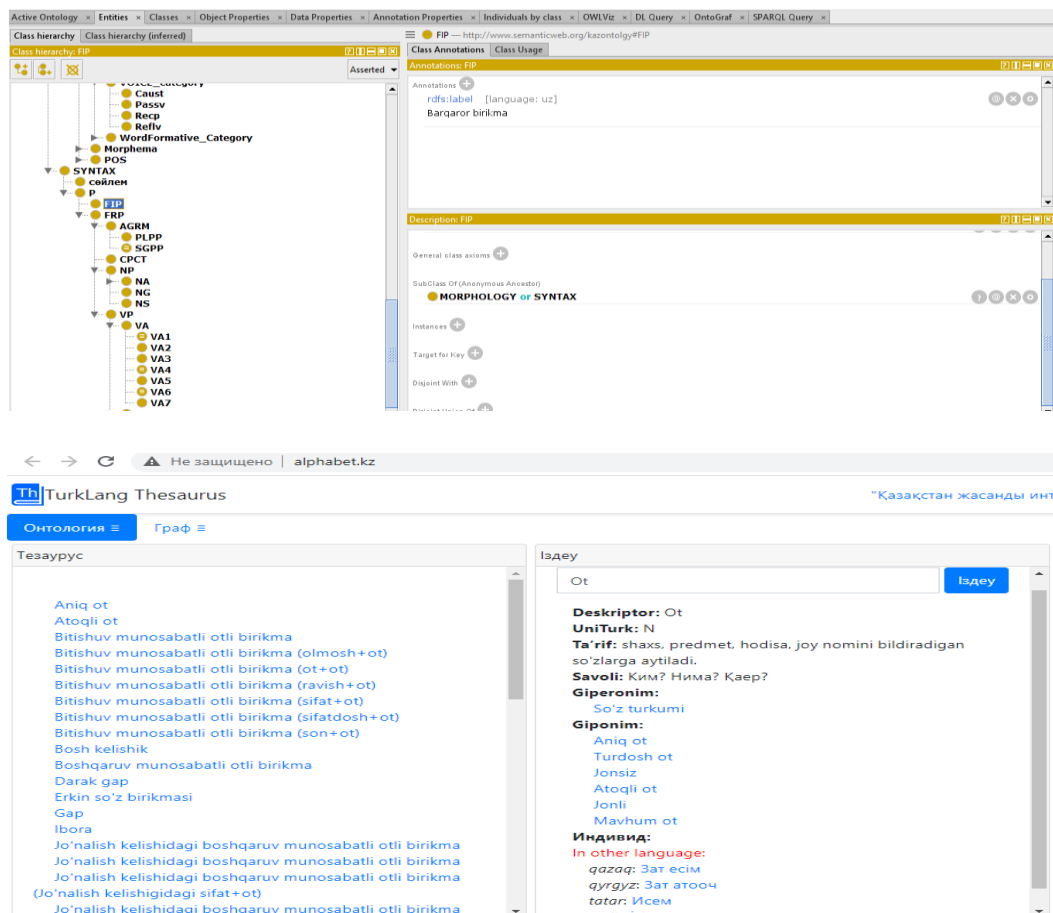 Active Ontology × Entities × Classes × Object Properties × Data Properties × Annotation Properties × Individuals by class × OWLViz × DL Query × OntoGraf × SPARQL Query ×
Class hierarchy Class hierarchy (inferred)
Class hierarchy: FIP
Asserted
VOICE_Category
Caust
Passv
Recp
Reflv
WordFormative_Category
Morphema
POS
SYNTAX
сөйлем
P
FIP
FRP
AGRM
PLPP
SGPP
CPCT
NP
NA
NG
NS
VP
VA
VA1
VA2
VA3
VA4
VA5
VA6
VA7
FIP — http://www.semanticweb.org/kazontolgy#FIP
Class Annotations Class Usage
Annotations: FIP
Annotations
rdfs:label [language: uz]
Barqaror birikma
Description: FIP
General class axioms
SubClass Of (Anonymous Ancestor)
MORPHOLOGY or SYNTAX
Instances
Target for Key
Disjoint With
Disjoint Union Of
Не защищено | alphabet.kz
Th TurkLang Thesaurus
"Қазақстан жасанды инт
Онтология ≡ Граф ≡
Тезаурус
Aniq ot
Atoqli ot
Bitishuv munosabatli otli birikma
Bitishuv munosabatli otli birikma (olmosh+ot)
Bitishuv munosabatli otli birikma (ot+ot)
Bitishuv munosabatli otli birikma (ravish+ot)
Bitishuv munosabatli otli birikma (sifat+ot)
Bitishuv munosabatli otli birikma (sifatdosh+ot)
Bitishuv munosabatli otli birikma (son+ot)
Bosh kelishik
Boshqaruv munosabatli otli birikma
Darak gap
Erkin so'z birikmasi
Gap
Ibora
Jo'nalish kelishidagi boshqaruv munosabatli otli birikma
Jo'nalish kelishidagi boshqaruv munosabatli otli birikma
Jo'nalish kelishidagi boshqaruv munosabatli otli birikma
(Jo'nalish kelishigidagi sifat+ot)
Jo'nalish kelishidagi boshqaruv munosabatli otli birikma
Іздеу
Ot Іздеу
Deskriptor: Ot
UniTurk: N
Ta'rif: shaxs, predmet, hodisa, joy nomini bildiradigan
so'zlarga aytiladi.
Savoli: Ким? Нима? Қаер?
Giperonim:
So'z turkumi
Giponim:
Aniq ot
Turdosh ot
Jonsiz
Atoqli ot
Jonli
Mavhum ot
Индивид:
In other language:
qazaq: Зат есім
qyrgyz: Зат атооч
tatar: Исем